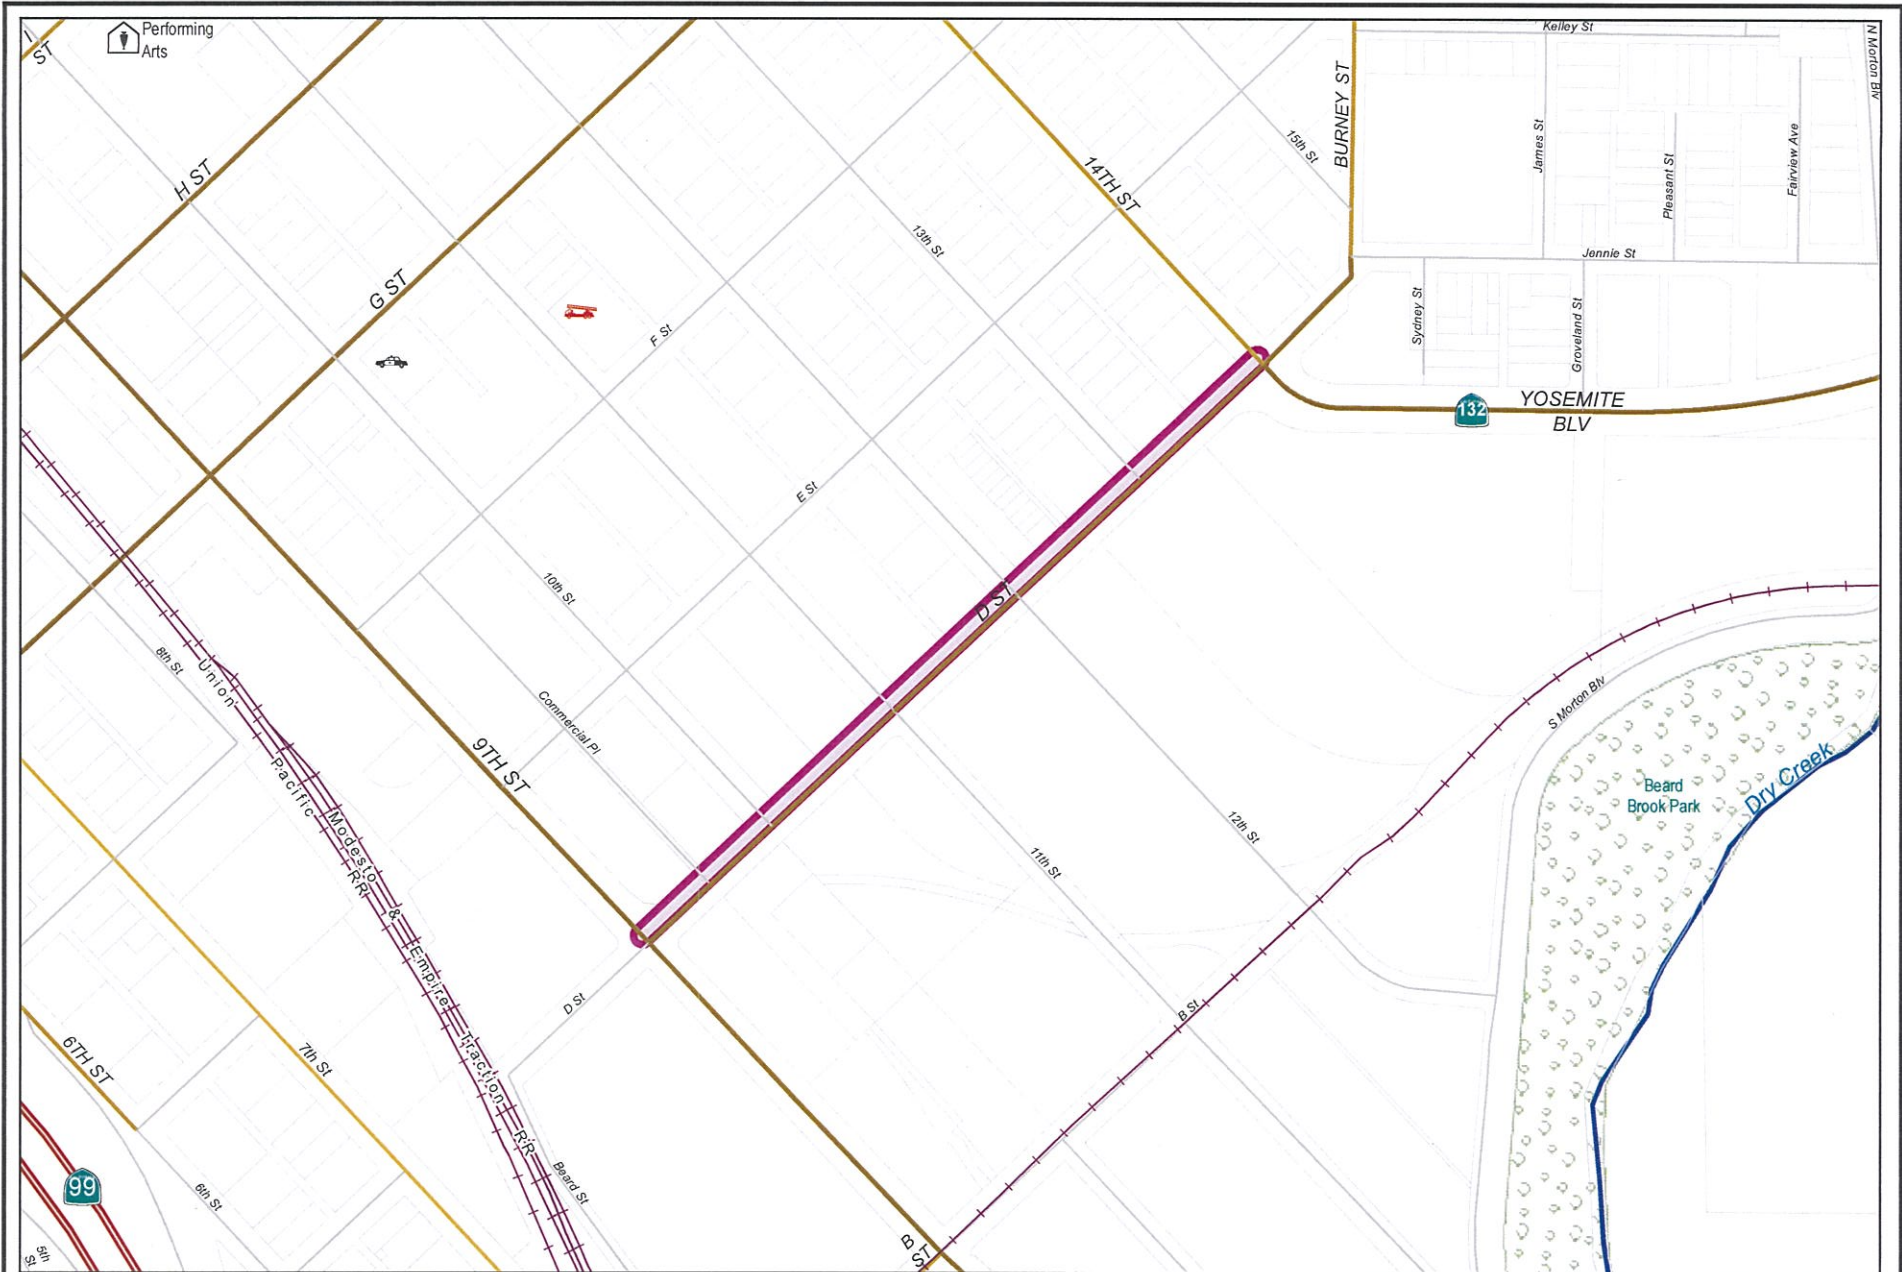 I
ST
Performing
Arts
Kelley St
N Morton Blv
BURNEY ST
15th St
James St
Pleasant St
Fairview Ave
H ST
14TH ST
13th St
Jennie St
G ST
Sydney St
Groveland St
F St
132
YOSEMITE
BLV
E St
10th St
D ST
8th St
Union
Pacific
RR
Commercial Pl
S Morton Blv
9TH ST
Beard
Brook Park
Dry Creek
Modesto & Empire Traction RR
12th St
11th St
D St
B St
6TH ST
7th St
99
6th St
Beard St
5th
St
B
ST